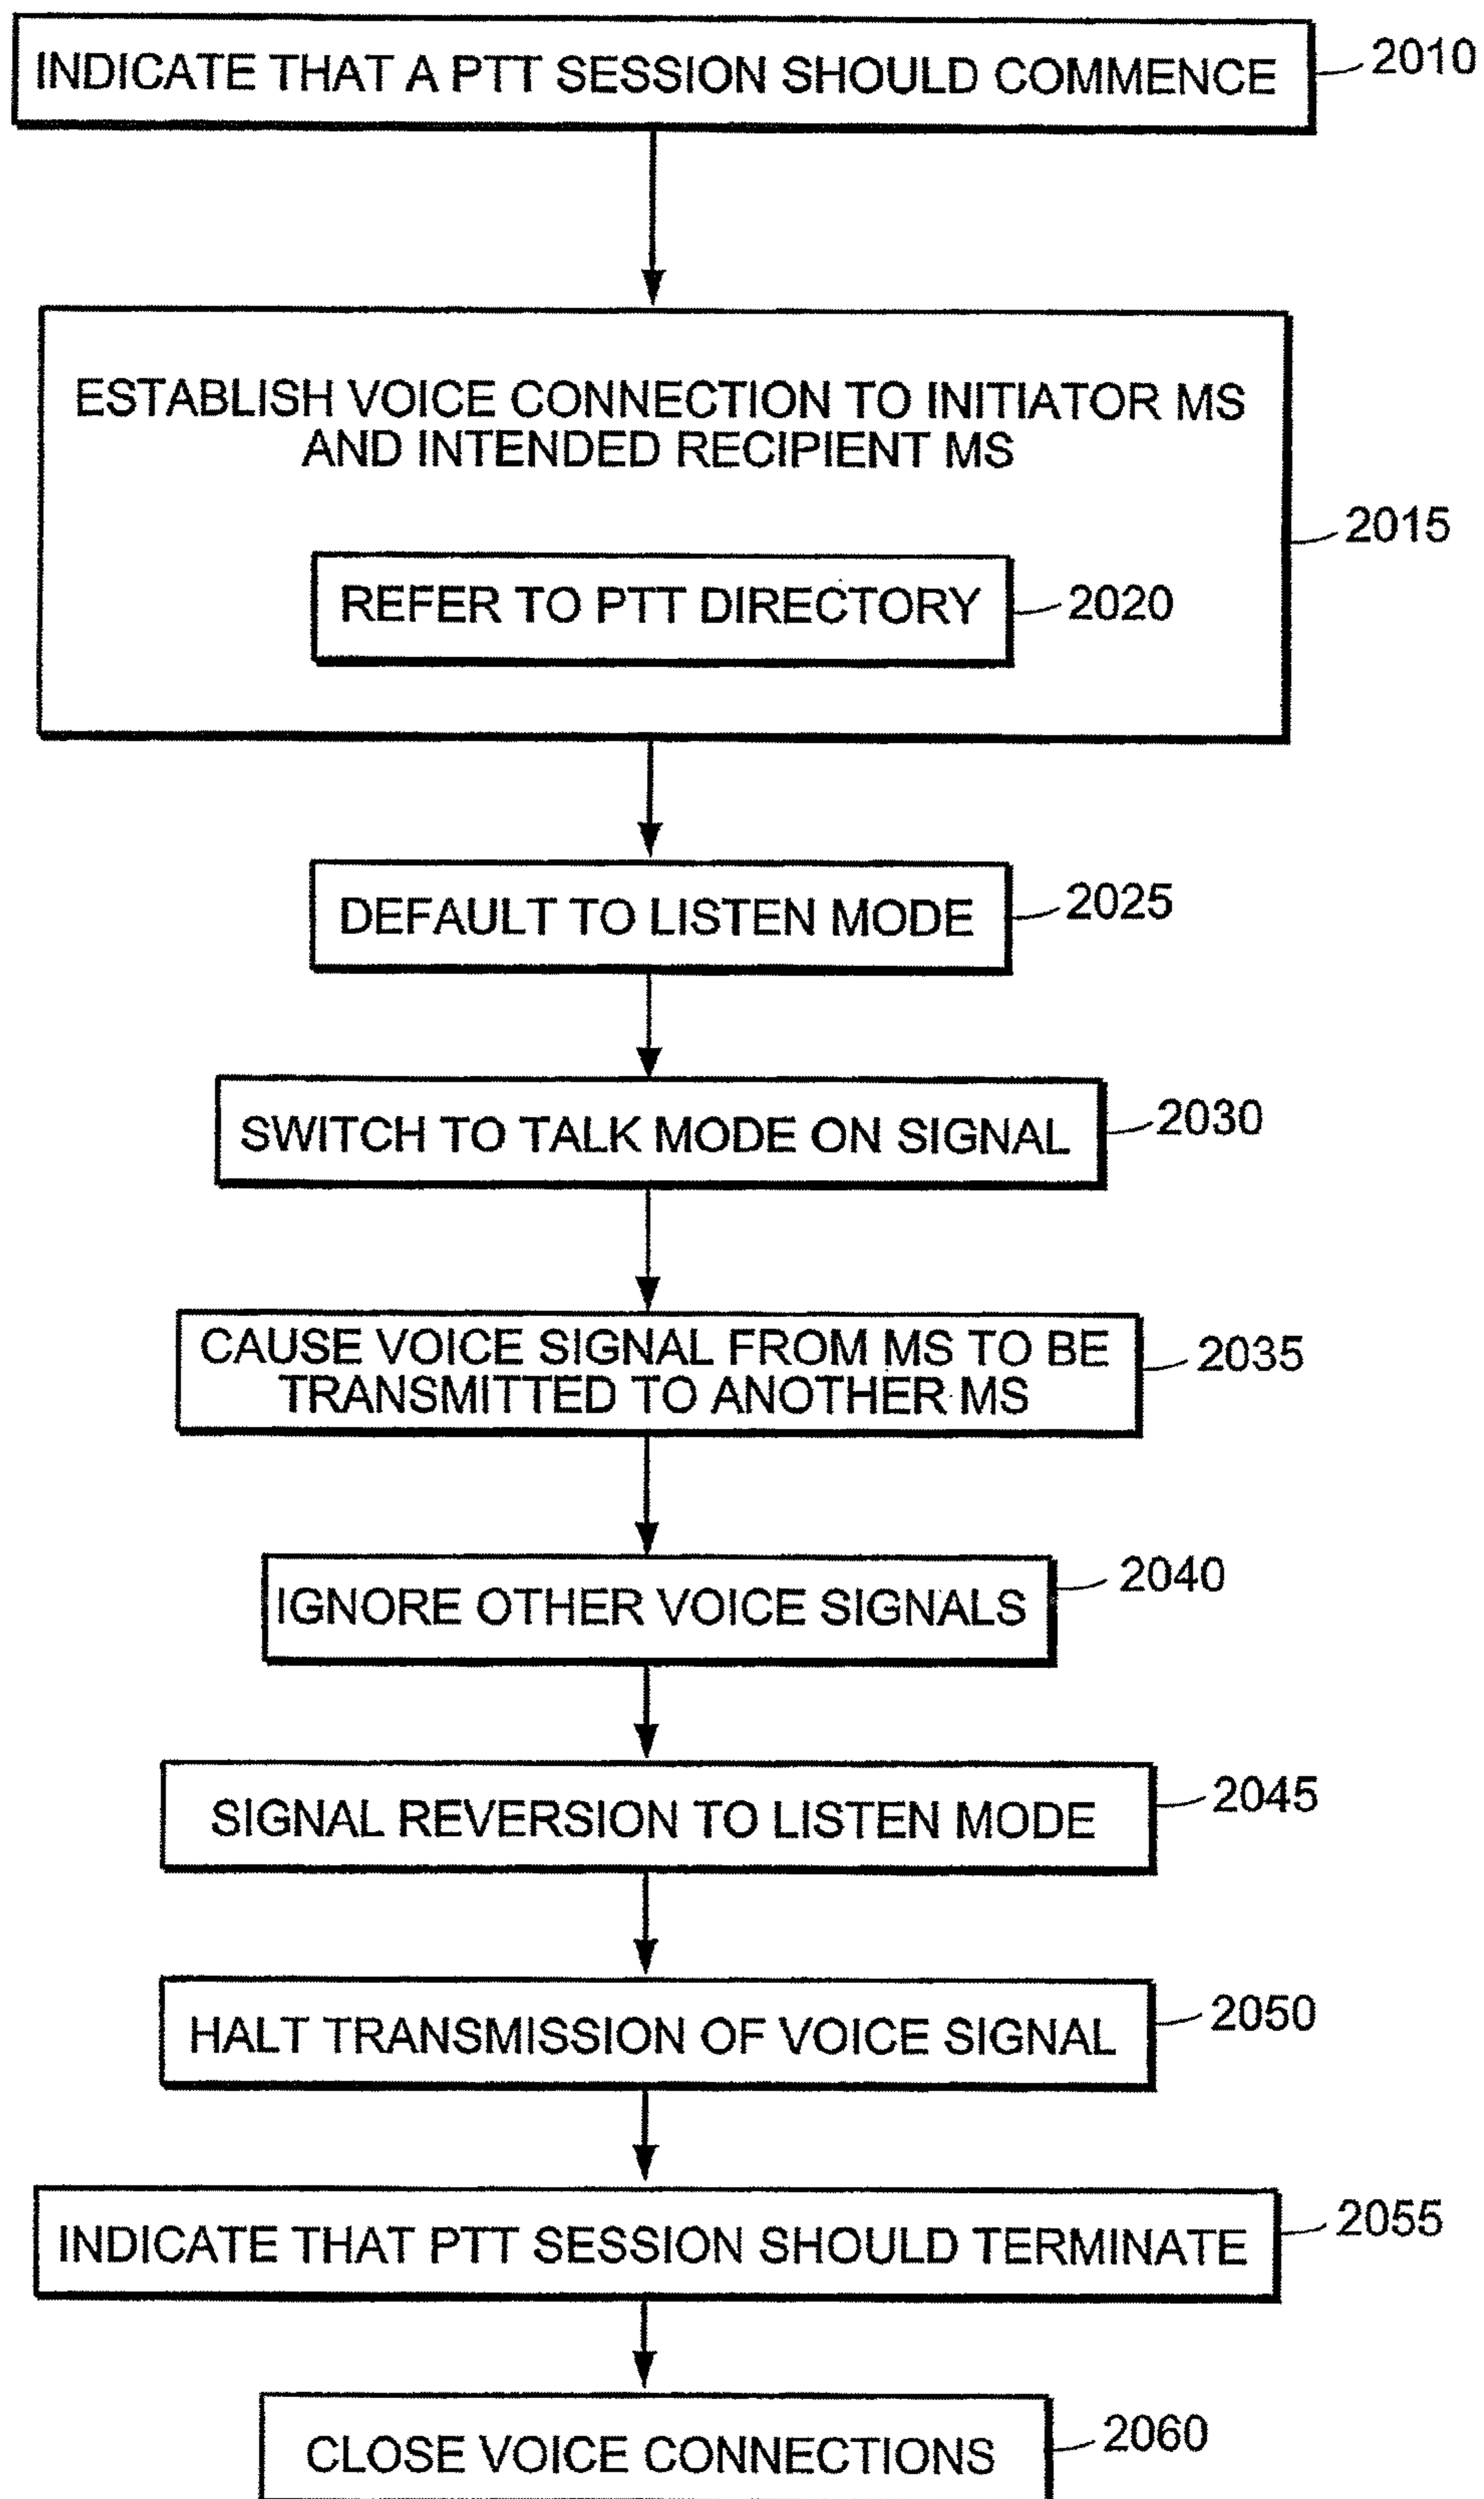 INDICATE THAT A PTT SESSION SHOULD COMMENCE
2010
ESTABLISH VOICE CONNECTION TO INITIATOR MS
AND INTENDED RECIPIENT MS
2015
REFER TO PTT DIRECTORY
2020
DEFAULT TO LISTEN MODE
2025
SWITCH TO TALK MODE ON SIGNAL
2030
CAUSE VOICE SIGNAL FROM MS TO BE
TRANSMITTED TO ANOTHER MS
2035
IGNORE OTHER VOICE SIGNALS
2040
SIGNAL REVERSION TO LISTEN MODE
2045
HALT TRANSMISSION OF VOICE SIGNAL
2050
INDICATE THAT PTT SESSION SHOULD TERMINATE
2055
CLOSE VOICE CONNECTIONS
2060